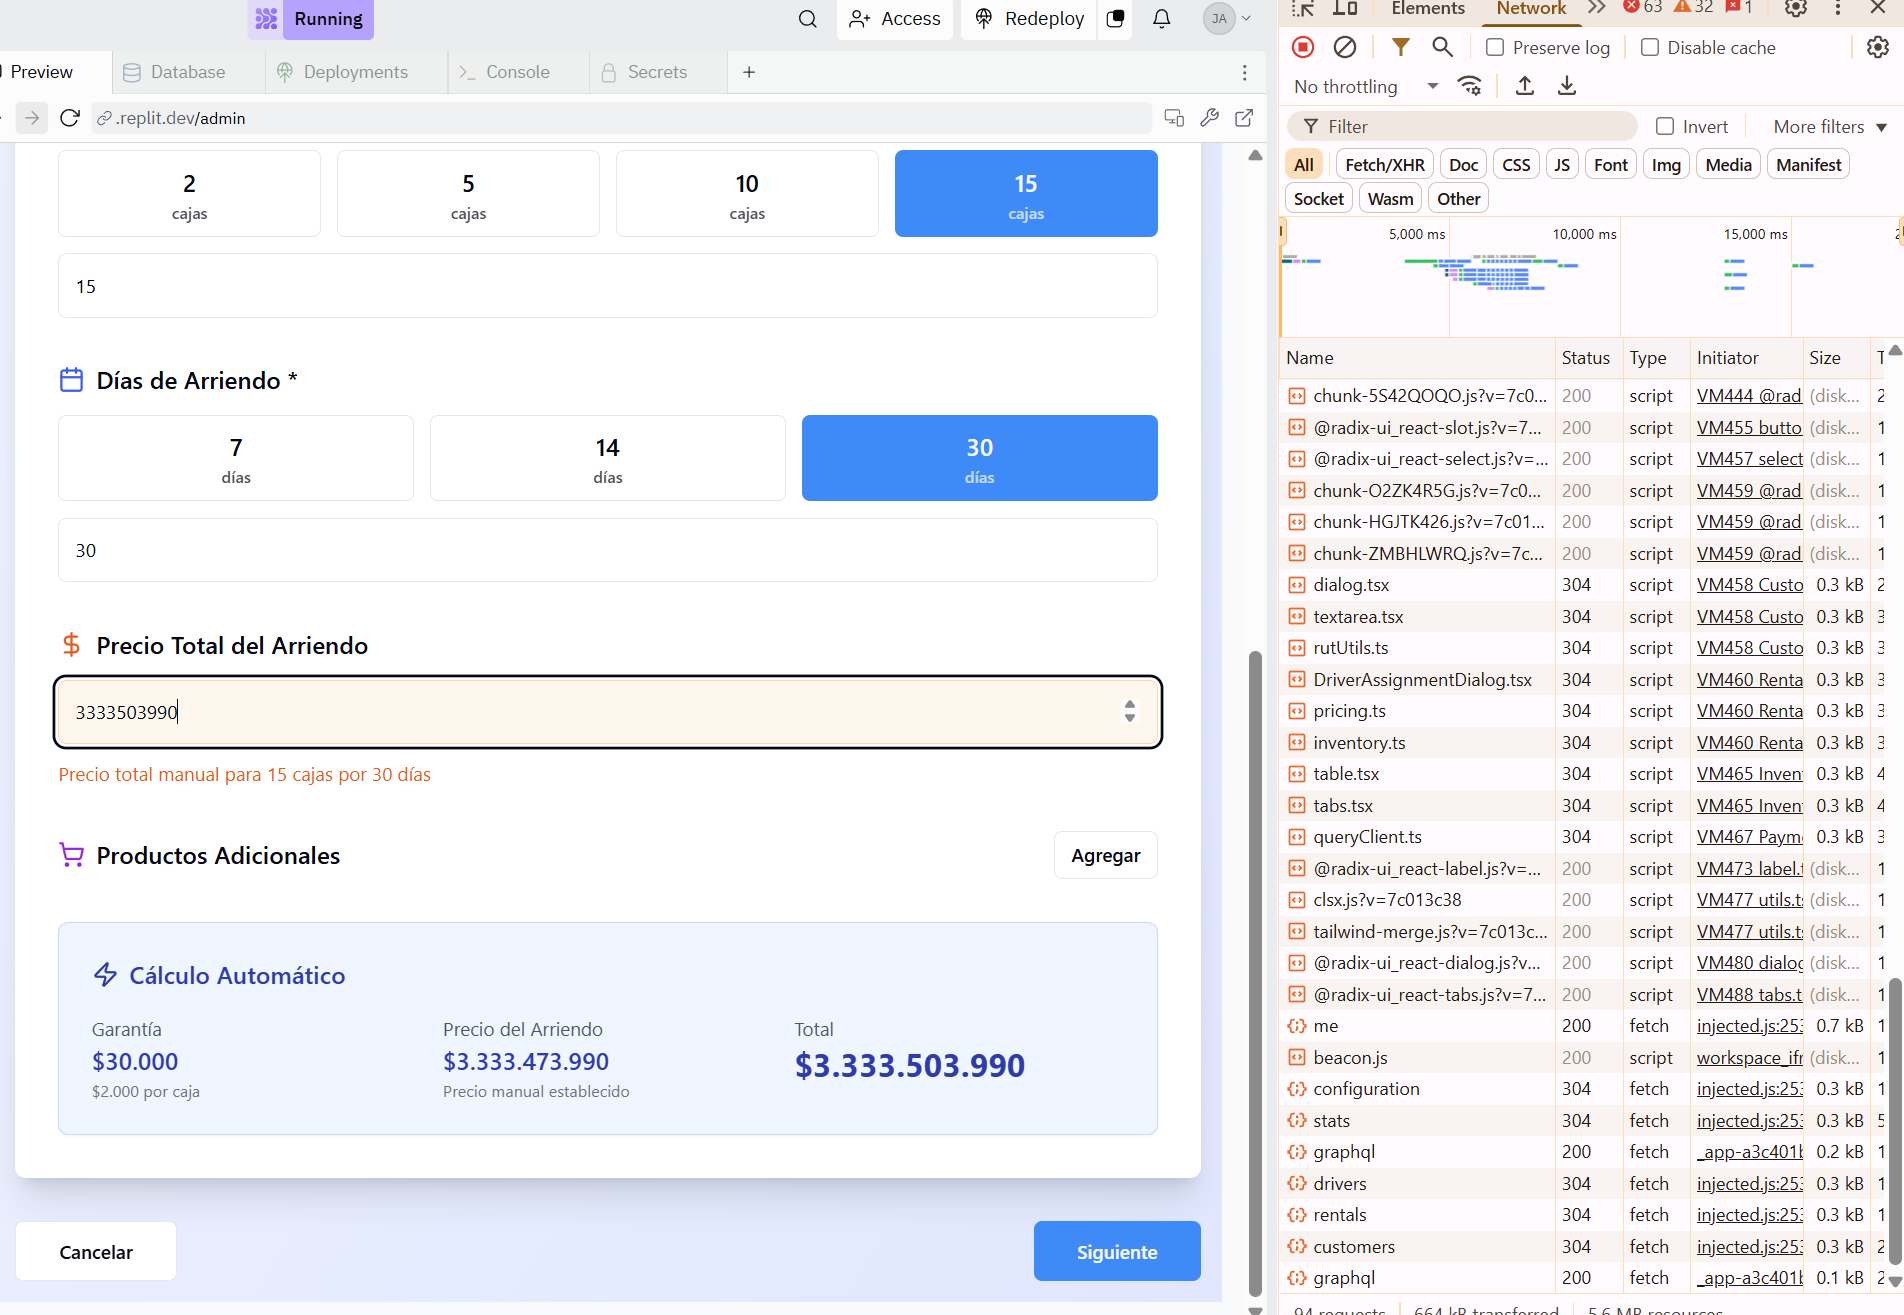 Running
Access
Redeploy
JA
Preview
Database
Deployments
Console
Secrets
.replit.dev/admin
2
cajas
5
cajas
10
cajas
15
cajas
15
Días de Arriendo *
7
días
14
días
30
días
30
Precio Total del Arriendo
3333503990
Precio total manual para 15 cajas por 30 días
Productos Adicionales
Agregar
Cálculo Automático
Garantía
$30.000
$2.000 por caja
Precio del Arriendo
$3.333.473.990
Precio manual establecido
Total
$3.333.503.990
Cancelar
Siguiente
Elements
Network
63
32
1
Preserve log
Disable cache
No throttling
Filter
Invert
More filters
All
Fetch/XHR
Doc
CSS
JS
Font
Img
Media
Manifest
Socket
Wasm
Other
5,000 ms
10,000 ms
15,000 ms
Name Status Type Initiator Size T
chunk-5S42QOQO.js?v=7c0... 200 script VM444 @rad (disk... 2
@radix-ui_react-slot.js?v=7... 200 script VM455 butto (disk... 1
@radix-ui_react-select.js?v=... 200 script VM457 select (disk... 1
chunk-O2ZK4R5G.js?v=7c0... 200 script VM459 @rad (disk... 1
chunk-HGJTK426.js?v=7c01... 200 script VM459 @rad (disk... 1
chunk-ZMBHLWRQ.js?v=7c... 200 script VM459 @rad (disk... 1
dialog.tsx 304 script VM458 Custo 0.3 kB 2
textarea.tsx 304 script VM458 Custo 0.3 kB 3
rutUtils.ts 304 script VM458 Custo 0.3 kB 3
DriverAssignmentDialog.tsx 304 script VM460 Renta 0.3 kB 3
pricing.ts 304 script VM460 Renta 0.3 kB 3
inventory.ts 304 script VM460 Renta 0.3 kB 3
table.tsx 304 script VM465 Inven 0.3 kB 4
tabs.tsx 304 script VM465 Inven 0.3 kB 4
queryClient.ts 304 script VM467 Paym 0.3 kB 3
@radix-ui_react-label.js?v=... 200 script VM473 label.t (disk... 1
clsx.js?v=7c013c38 200 script VM477 utils.ts (disk... 1
tailwind-merge.js?v=7c013c... 200 script VM477 utils.ts (disk... 1
@radix-ui_react-dialog.js?v... 200 script VM480 dialog (disk... 1
@radix-ui_react-tabs.js?v=7... 200 script VM488 tabs.t (disk... 1
me 200 fetch injected.js:253 0.7 kB 1
beacon.js 200 script workspace_ifr (disk... 1
configuration 304 fetch injected.js:253 0.3 kB 1
stats 304 fetch injected.js:253 0.3 kB 5
graphql 200 fetch _app-a3c401b 0.2 kB 1
drivers 304 fetch injected.js:253 0.3 kB 1
rentals 304 fetch injected.js:253 0.3 kB 1
customers 304 fetch injected.js:253 0.3 kB 2
graphql 200 fetch _app-a3c401b 0.1 kB 2
94 requests 664 kB transferred 5.6 MB resources